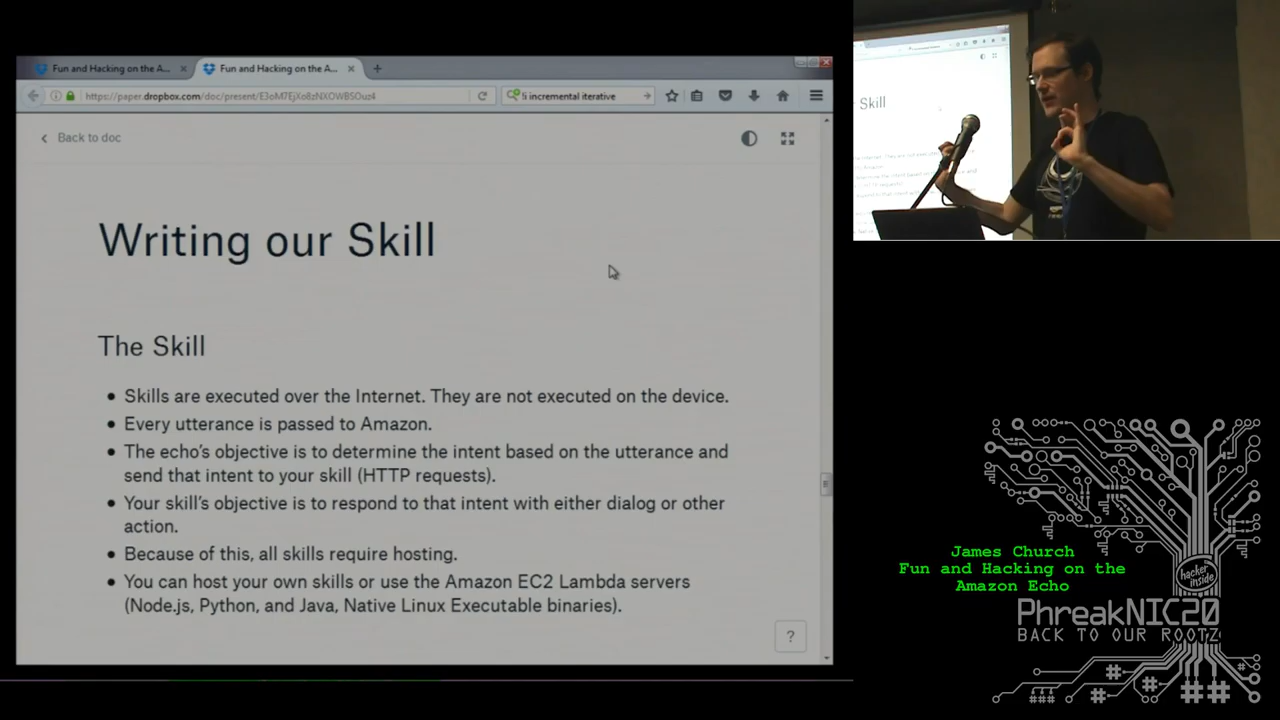 Fun and Hacking on the A...
Fun and Hacking on the A...
https://paper.dropbox.com/doc/present/
incremental iterative
Back to doc
Writing our Skill
The Skill
Skills are executed over the Internet. They are not executed on the device.
Every utterance is passed to Amazon.
The echo's objective is to determine the intent based on the utterance and
send that intent to your skill (HTTP requests).
Your skill's objective is to respond to that intent with either dialog or other
action.
Because of this, all skills require hosting.
You can host your own skills or use the Amazon EC2 Lambda servers
(Node.js, Python, and Java, Native Linux Executable binaries).
?
r Skill
James Church
Fun and Hacking on the
Amazon Echo
hacker
inside
PhreakNIC20
BACK TO OUR ROOTZ